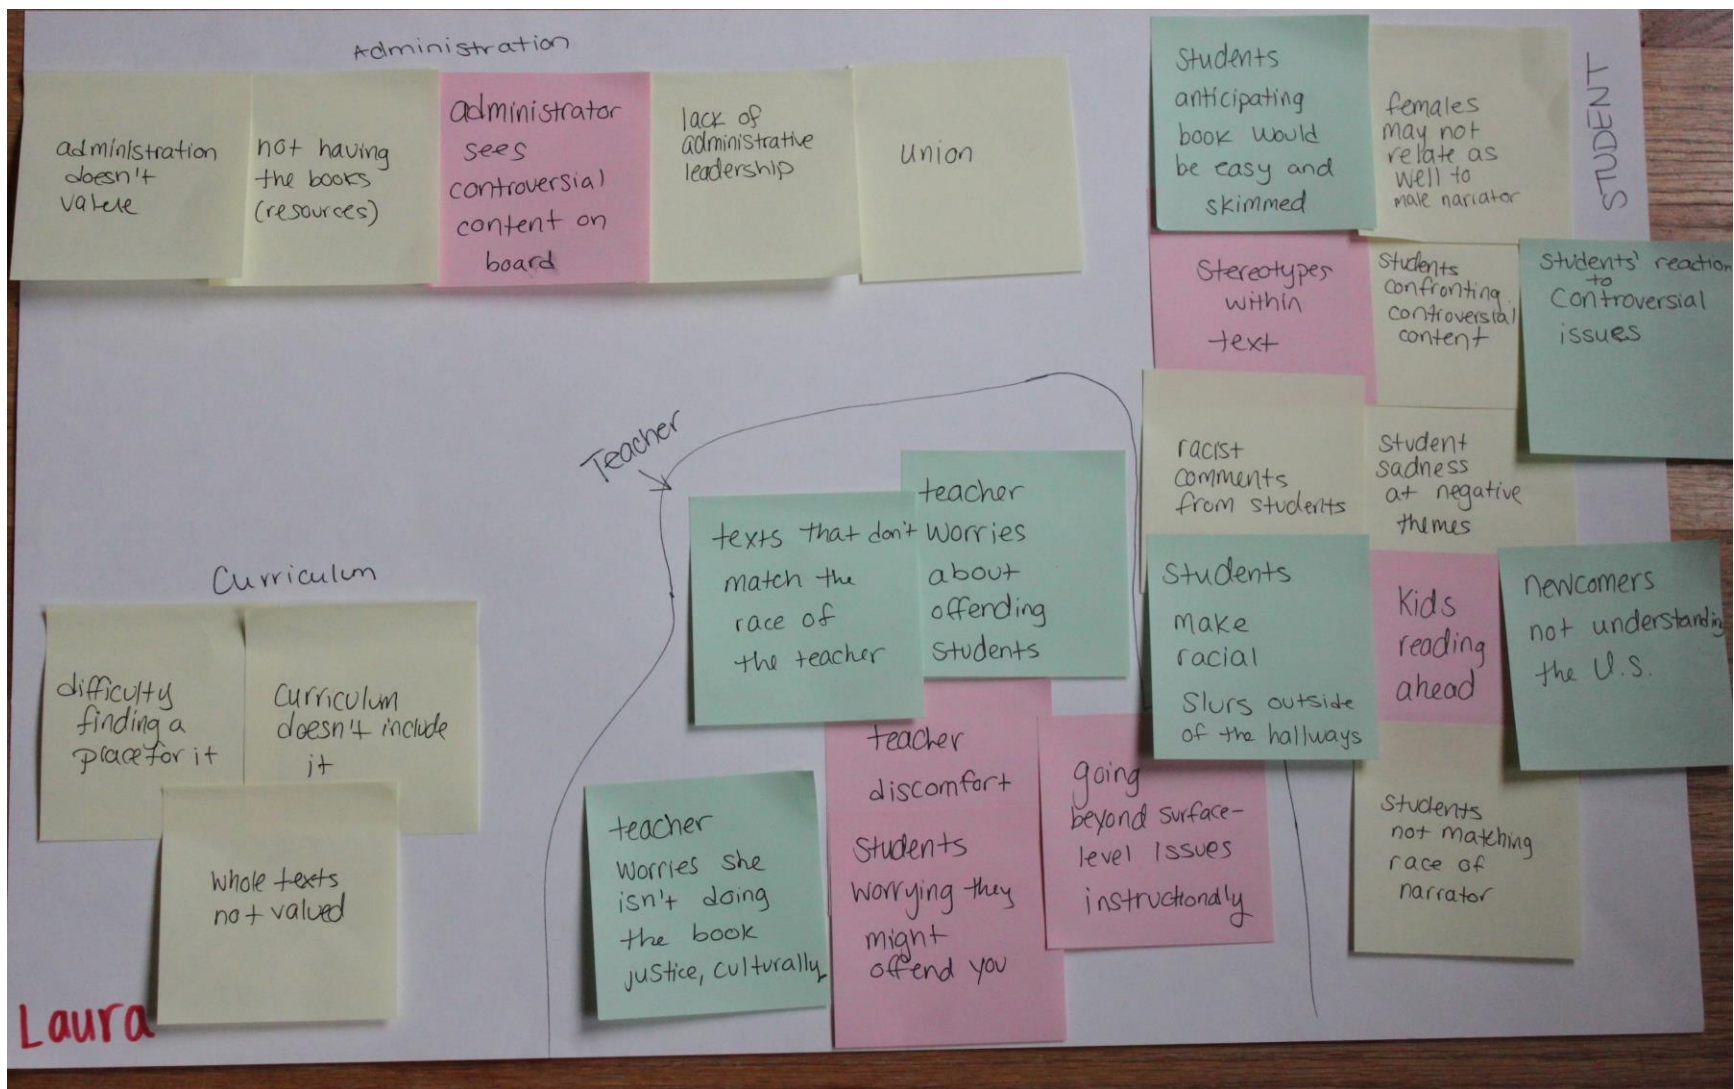 Administration
administration
doesn't
value
not having
the books
(resources)
administrator
sees
controversial
content on
board
lack of
administrative
leadership
union
STUDENT
Students
anticipating
book would
be easy and
skimmed
females
may not
relate as
well to
male narrator
Stereotypes
within
text
Students
confronting
controversial
content
Students' reaction
to
Controversial
issues
racist
comments
from students
Student
sadness
at negative
themes
Students
make
racial
Slurs outside
of the hallways
Kids
reading
ahead
newcomers
not understanding
the U.S.
Students
not matching
race of
narrator
Teacher
texts that don't
match the
race of
the teacher
teacher
worries
about
offending
students
teacher
worries she
isn't doing
the book
justice, culturally
teacher
discomfort
Students
worrying they
might
offend you
going
beyond surface-
level issues
instructionally
Curriculum
difficulty
finding a
place for it
Curriculum
doesn't include
it
whole texts
not valued
Laura